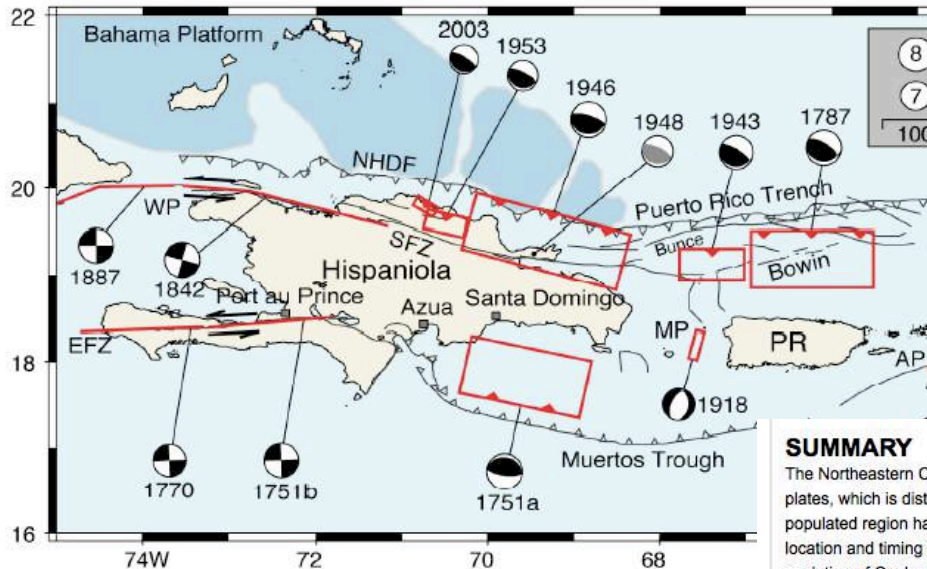 22
20
18
16
74W
72
70
68
Bahama Platform
2003
1953
1946
1948
1943
1787
8
7
100
NHDF
Puerto Rico Trench
WP
SFZ
Bunce
Bowin
1887
1842
Hispaniola
Port au Prince
Azua
Santa Domingo
EFZ
MP
PR
AP
1918
1770
1751b
1751a
Muertos Trough
SUMMARY
The Northeastern C
plates, which is dist
populated region ha
location and timing